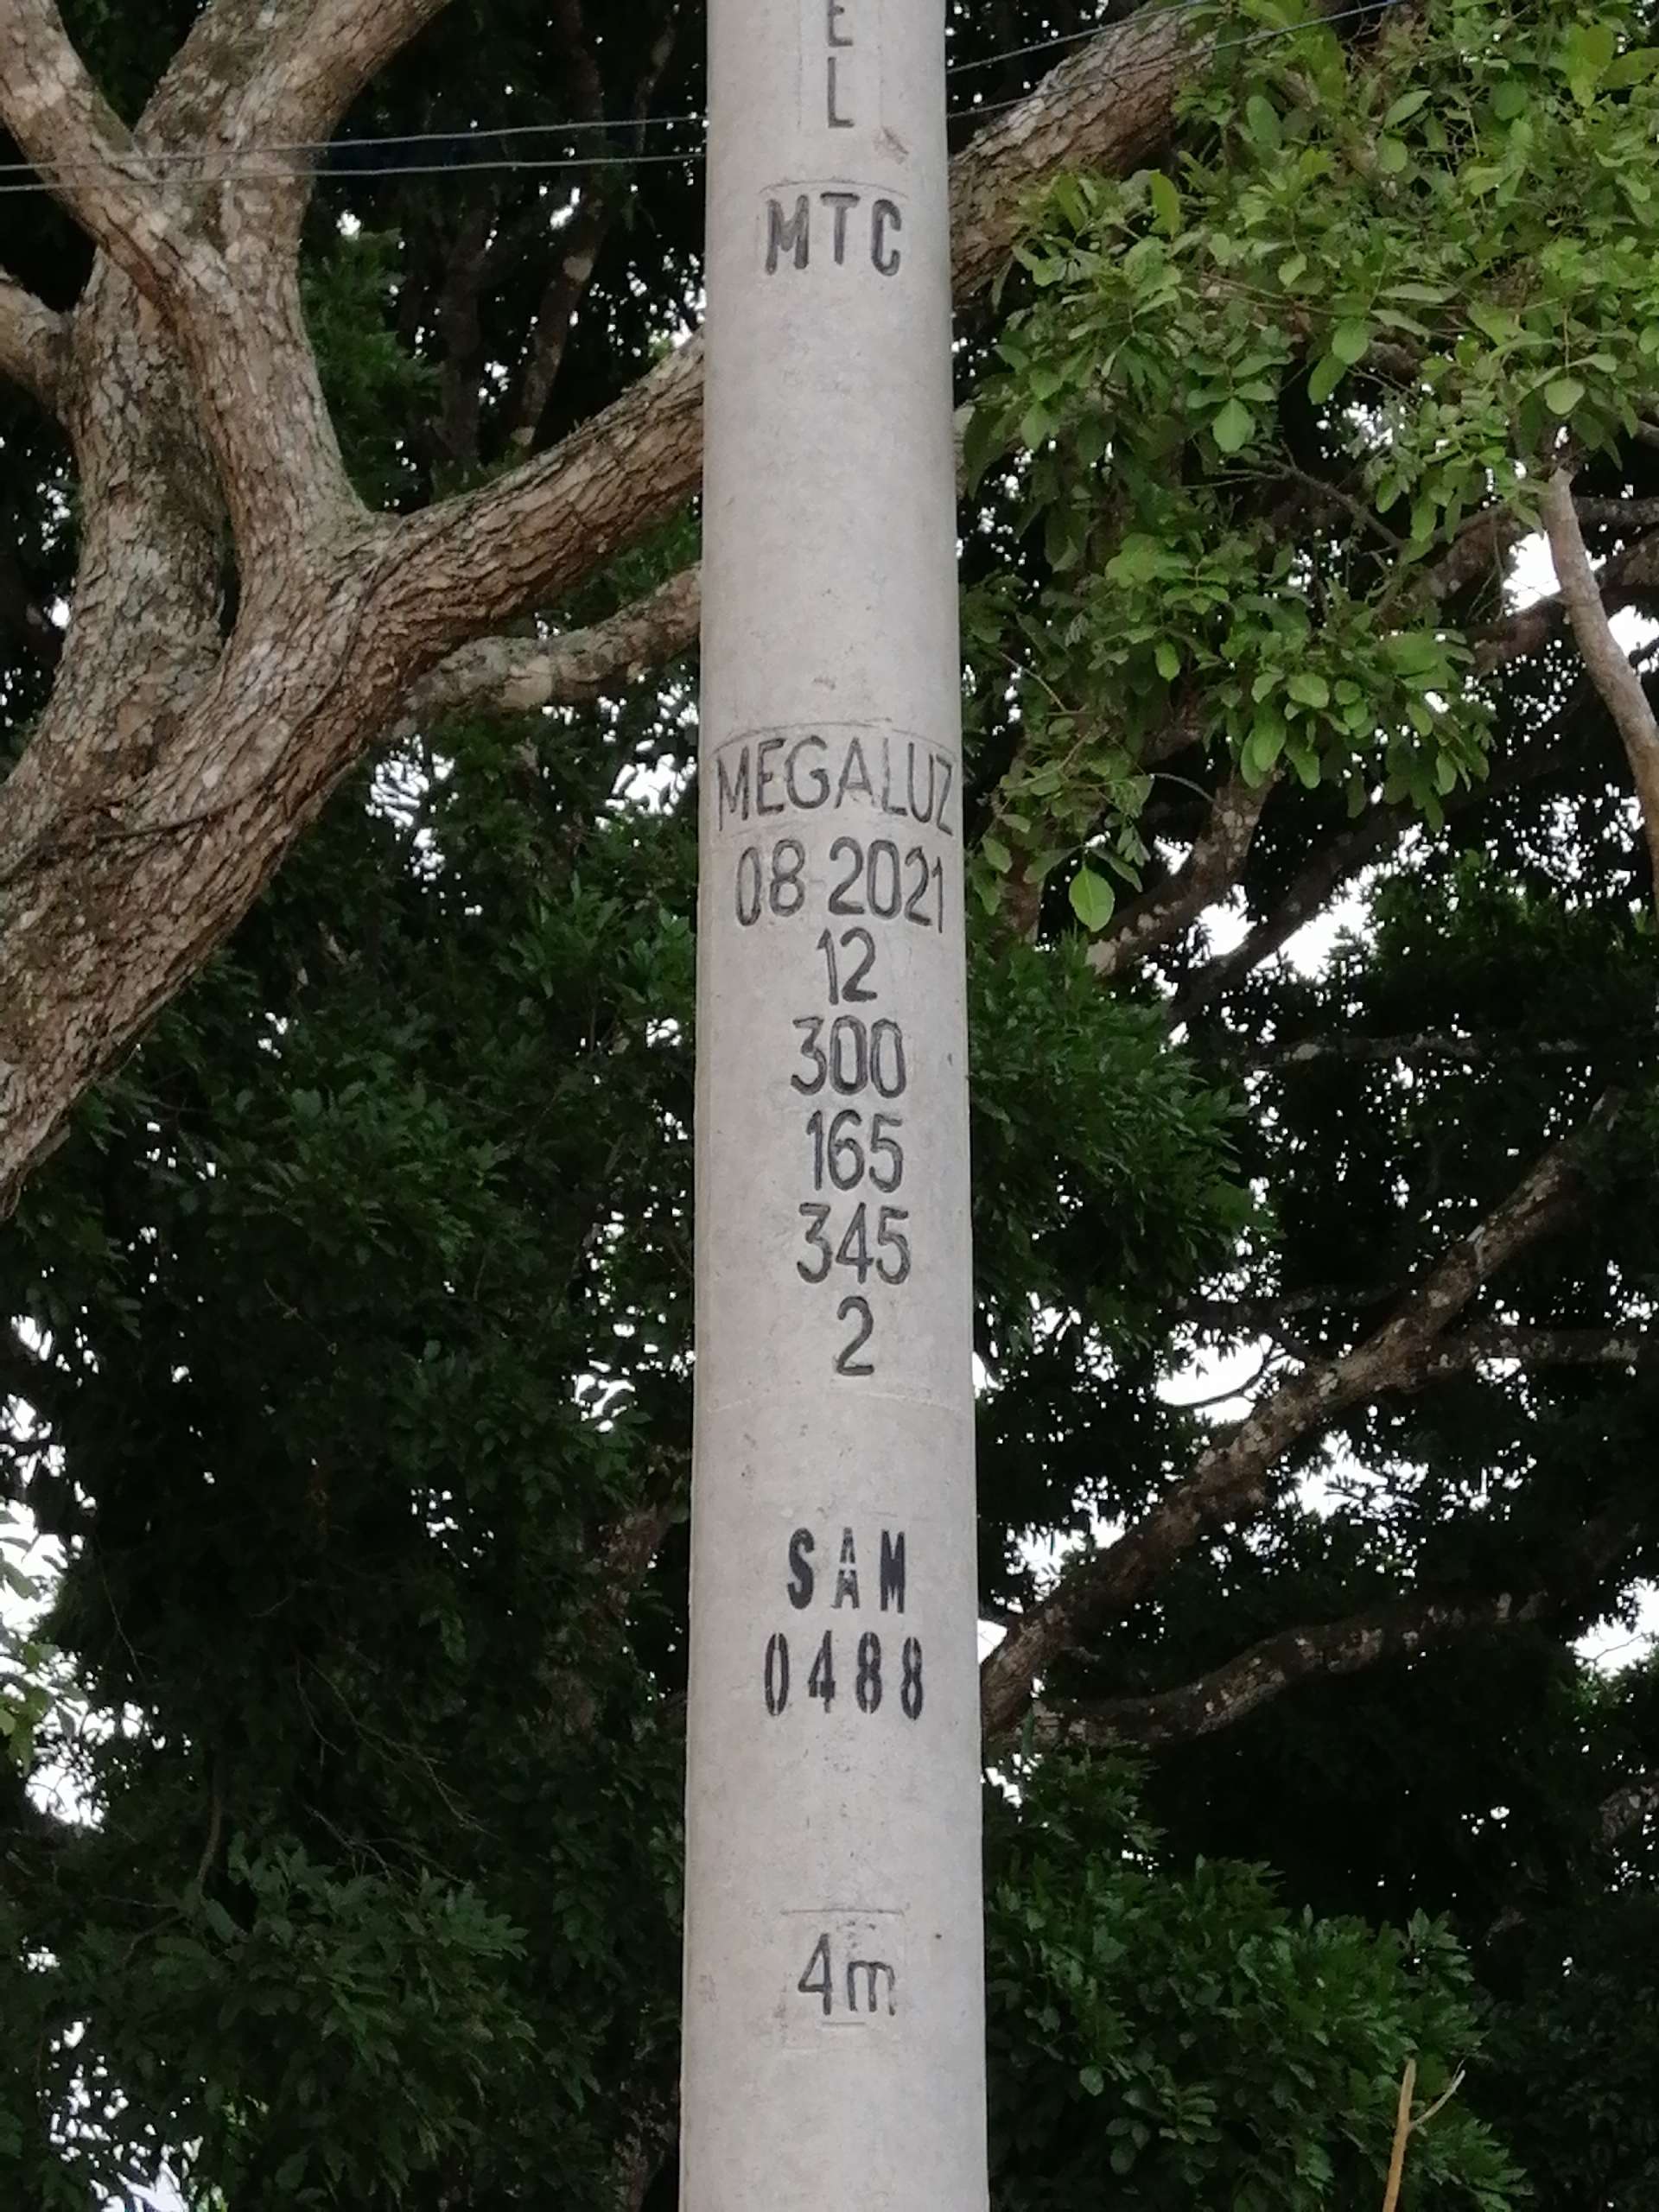 E
L
MTC
MEGALUZ
08 2021
12
300
165
345
2
SAM
0488
4m